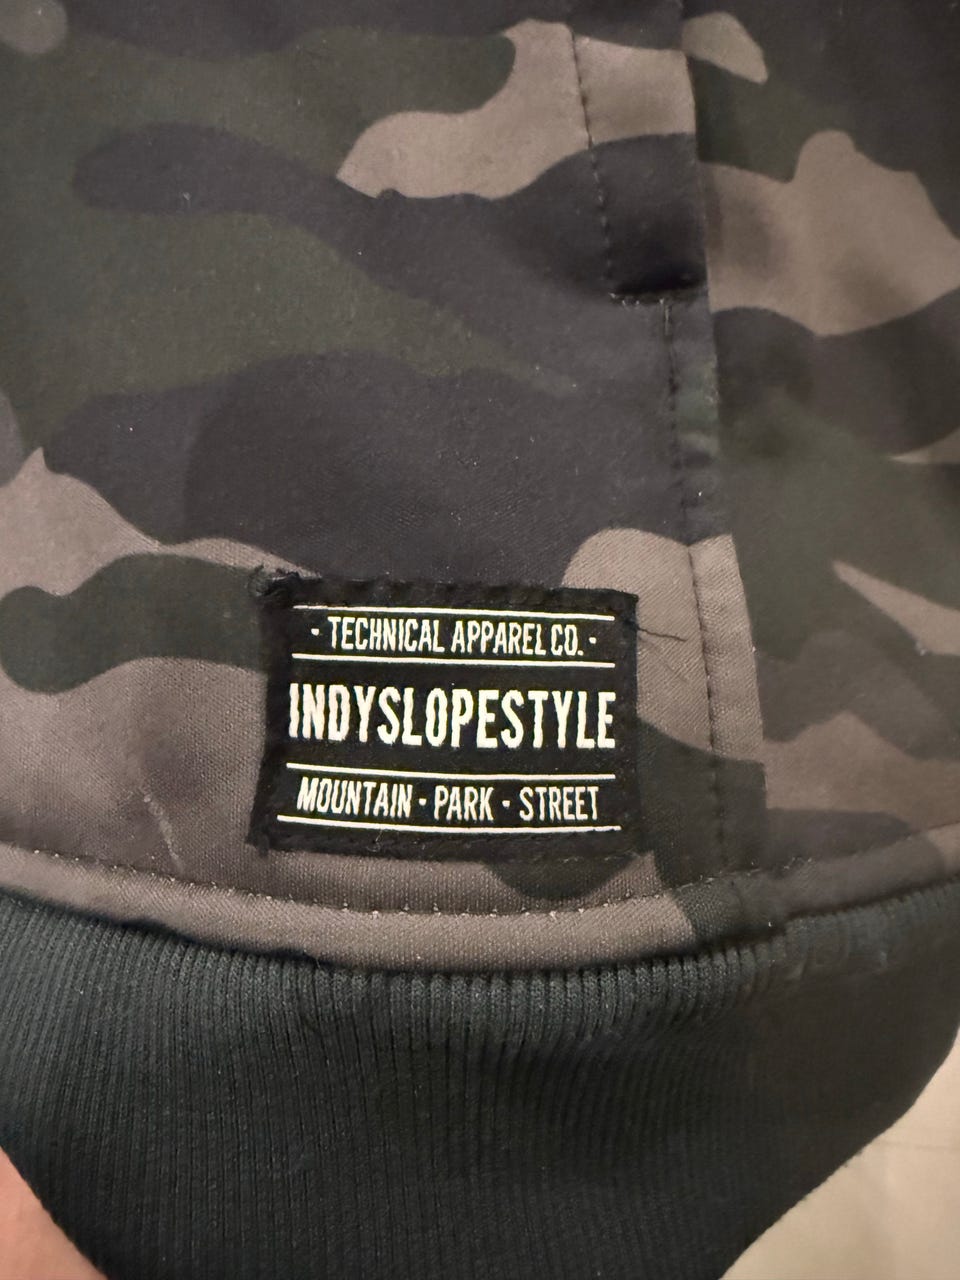 - TECHNICAL APPAREL CO. -
INDYSLOPESTYLE
MOUNTAIN - PARK - STREET